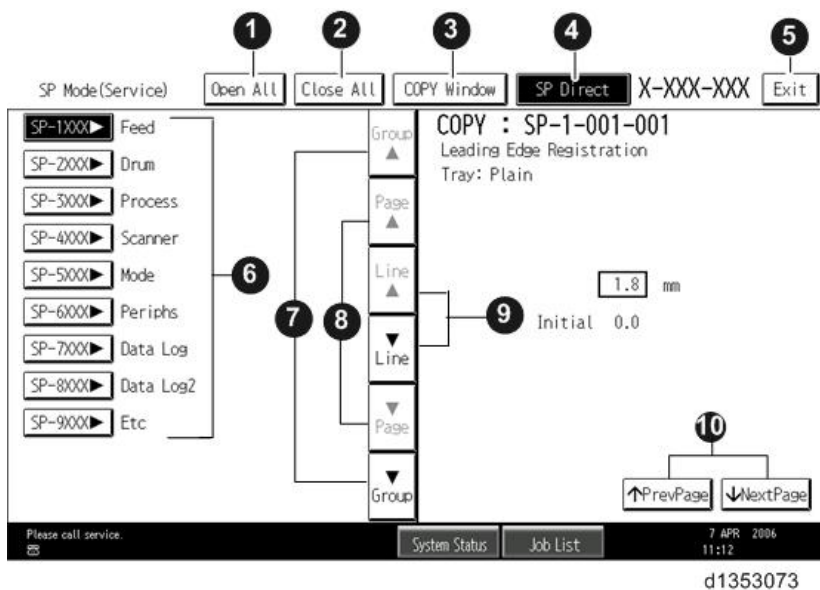 1 2 3 4 5
SP Mode(Service) Open All Close All COPY Window SP Direct X-XXX-XXX Exit
SP-1XXX▶ Feed
SP-2XXX▶ Drum
SP-3XXX▶ Process
SP-4XXX▶ Scanner
SP-5XXX▶ Mode
SP-6XXX▶ Periphs
SP-7XXX▶ Data Log
SP-8XXX▶ Data Log2
SP-9XXX▶ Etc
6
7
8
Group
▲
Page
▲
Line
▲
▼
Line
▼
Page
▼
Group
9
COPY : SP-1-001-001
Leading Edge Registration
Tray: Plain
1.8 mm
Initial 0.0
10
↑PrevPage ↓NextPage
Please call service.
System Status Job List
7 APR 2006
11:12
d1353073